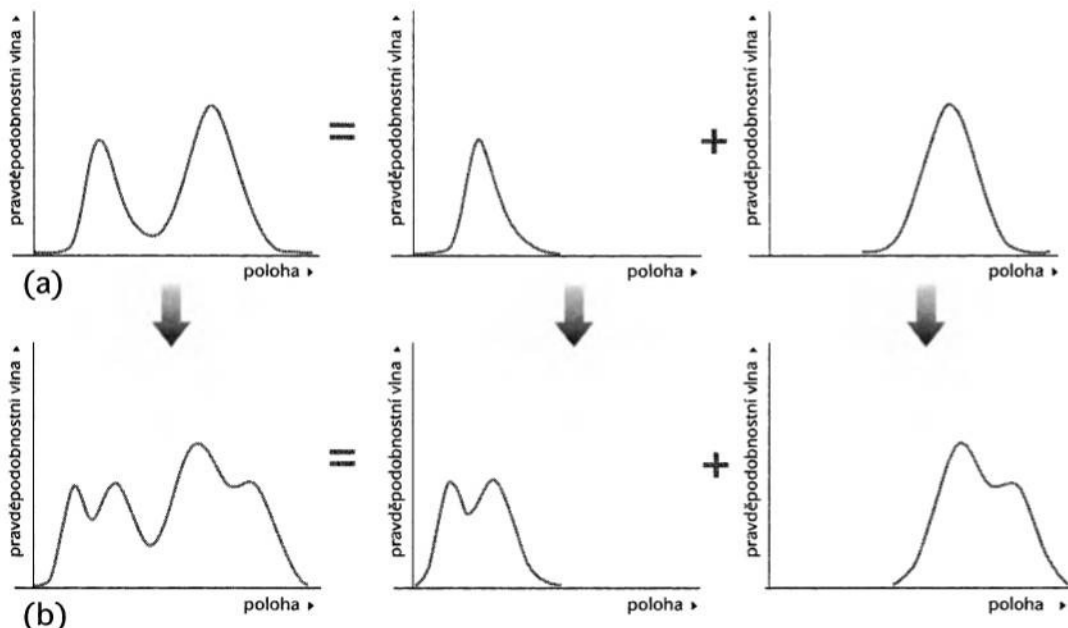 pravděpodobnostní vlna ▸
=
pravděpodobnostní vlna ▸
+
pravděpodobnostní vlna ▸
poloha ▸
poloha ▸
poloha ▸
(a)
pravděpodobnostní vlna ▸
=
pravděpodobnostní vlna ▸
+
pravděpodobnostní vlna ▸
poloha ▸
poloha ▸
poloha ▸
(b)